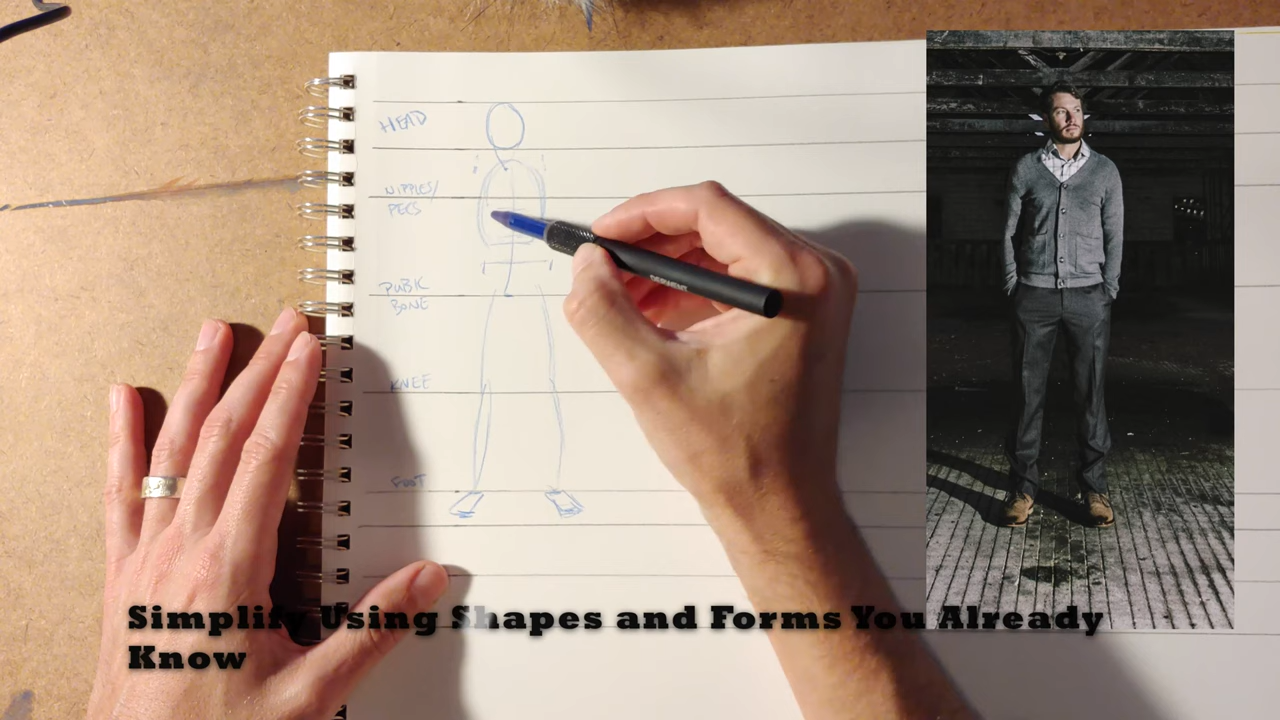 HEAD
NIPPLES/
PECS
PUBIC
BONE
KNEE
FOOT
Simplify Using Shapes and Forms You Already
Know